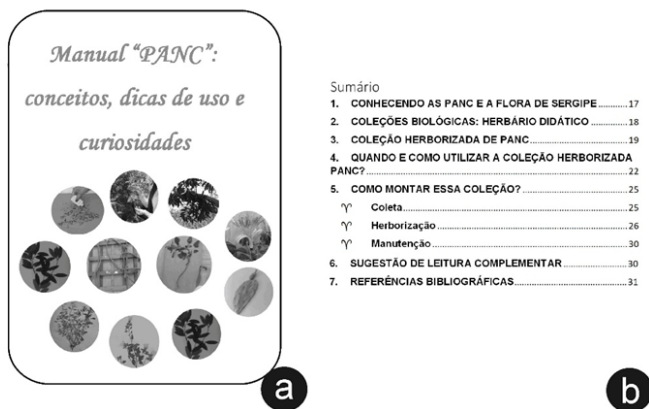 Manual “PANC”:
conceitos, dicas de uso e
curiosidades
a
Sumário
1. CONHECENDO AS PANC E A FLORA DE SERGIPE ............17
2. COLEÇÕES BIOLÓGICAS: HERBÁRIO DIDÁTICO ............18
3. COLEÇÃO HERBORIZADA DE PANC ............19
4. QUANDO E COMO UTILIZAR A COLEÇÃO HERBORIZADA
PANC? ............22
5. COMO MONTAR ESSA COLEÇÃO? ............25
♈ Coleta ............25
♈ Herborização ............26
♈ Manutenção ............30
6. SUGESTÃO DE LEITURA COMPLEMENTAR ............30
7. REFERÊNCIAS BIBLIOGRÁFICAS ............31
b